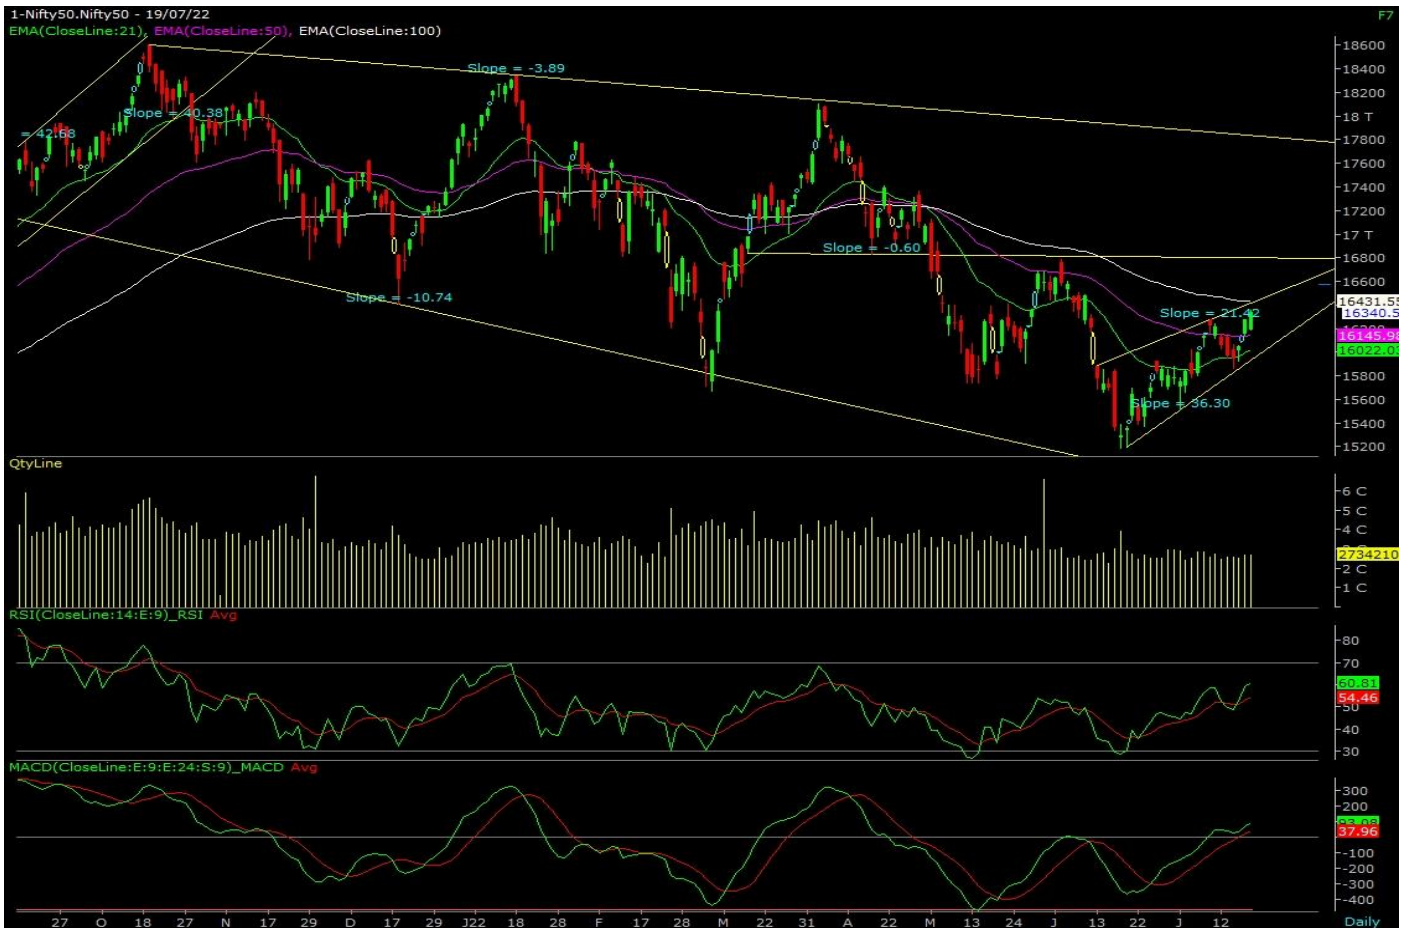 1-Nifty50.Nifty50 - 19/07/22
F7
EMA(CloseLine:21), EMA(CloseLine:50), EMA(CloseLine:100)
18600
Slope = -3.89
18400
18200
Slope = 40.38
18 T
= 42.68
17800
17600
17400
17200
17 T
Slope = -0.60
16800
16600
Slope = -10.74
16431.55
Slope = 21.42
16340.5
16145.98
16022.03
15800
15600
Slope = 36.30
15400
15200
QtyLine
6 C
5 C
4 C
2734210
2 C
1 C
RSI(CloseLine:14:E:9)_RSI Avg
80
70
60.81
54.46
50
40
30
MACD(CloseLine:E:9:E:24:S:9)_MACD Avg
300
200
93.08
37.96
-100
-200
-300
-400
27 O 18 27 N 17 29 D 17 29 J22 18 28 F 17 28 M 22 31 A 22 M 13 24 J 13 22 J 12 Daily